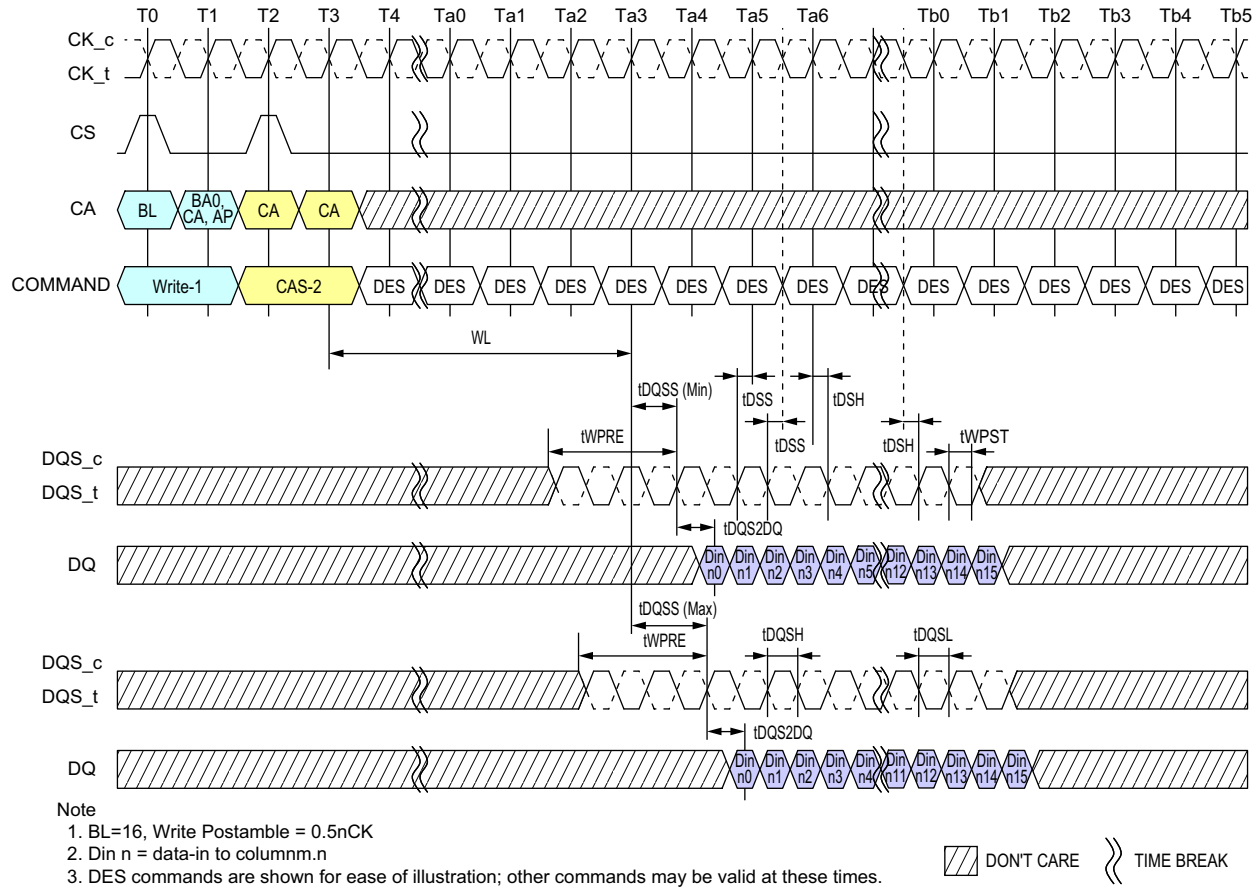 T0 T1 T2 T3 T4 Ta0 Ta1 Ta2 Ta3 Ta4 Ta5 Ta6 Tb0 Tb1 Tb2 Tb3 Tb4 Tb5
CK_c
CK_t
CS
CA BL BA0, CA, AP CA CA
COMMAND Write-1 CAS-2 DES DES DES DES DES DES DES DES DES DES DES DES DES DES DES
WL
tDQSS (Min)
tDSS
tDSH
tWPRE
tDSS
tDSH
tWPST
DQS_c
DQS_t
tDQS2DQ
DQ Din n0 Din n1 Din n2 Din n3 Din n4 Din n5 Din n12 Din n13 Din n14 Din n15
tDQSS (Max)
tWPRE
tDQSH
tDQSL
DQS_c
DQS_t
tDQS2DQ
DQ Din n0 Din n1 Din n2 Din n3 Din n4 Din n11 Din n12 Din n13 Din n14 Din n15
Note
1. BL=16, Write Postamble = 0.5nCK
2. Din n = data-in to columnm.n
3. DES commands are shown for ease of illustration; other commands may be valid at these times.
DON'T CARE
TIME BREAK